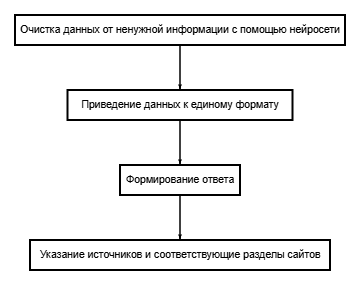 Очистка данных от ненужной информации с помощью нейросети
Приведение данных к единому формату
Формирование ответа
Указание источников и соответствующие разделы сайтов